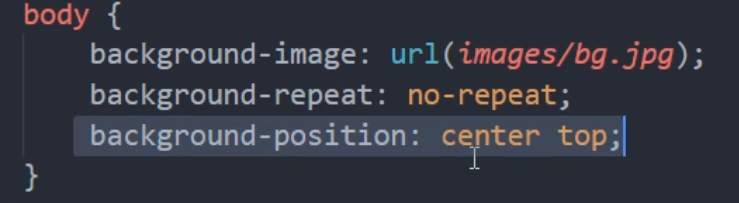 body {
    background-image: url(images/bg.jpg);
    background-repeat: no-repeat;
    background-position: center top;
}